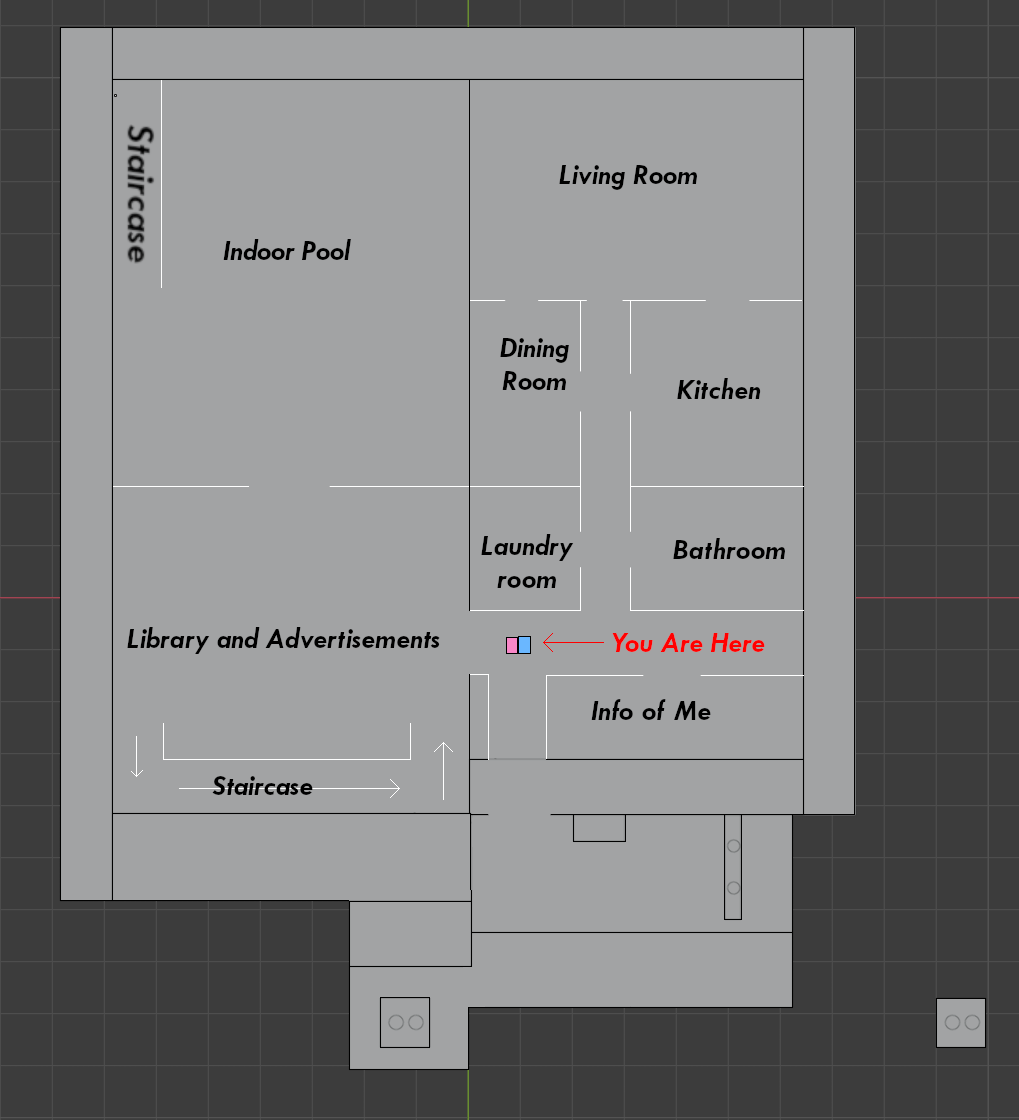 Staircase
Living Room
Indoor Pool
Dining
Room
Kitchen
Laundry
room
Bathroom
Library and Advertisements
You Are Here
Info of Me
Staircase